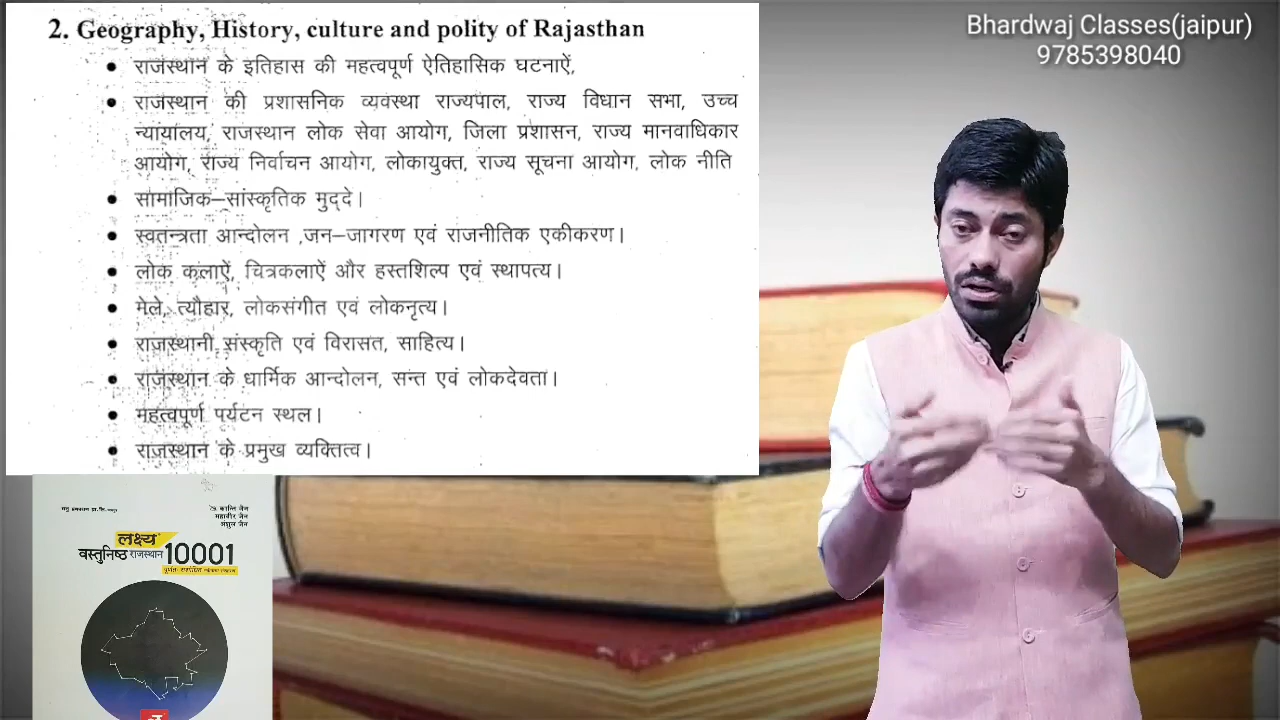 2. Geography, History, culture and polity of Rajasthan
• राजस्थान के इतिहास की महत्वपूर्ण ऐतिहासिक घटनाऐं,
• राजस्थान की प्रशासनिक व्यवस्था राज्यपाल, राज्य विधान सभा, उच्च
न्यायालय, राजस्थान लोक सेवा आयोग, जिला प्रशासन, राज्य मानवाधिकार
आयोग, राज्य निर्वाचन आयोग, लोकायुक्त, राज्य सूचना आयोग, लोक नीति
• सामाजिक–सांस्कृतिक मुद्दे।
• स्वतन्त्रता आन्दोलन ,जन–जागरण एवं राजनीतिक एकीकरण।
• लोक कलाऐं, चित्रकलाऐं और हस्तशिल्प एवं स्थापत्य।
• मेले, त्यौहार, लोकसंगीत एवं लोकनृत्य।
• राजस्थानी संस्कृति एवं विरासत, साहित्य।
• राजस्थान के धार्मिक आन्दोलन, सन्त एवं लोकदेवता।
• महत्वपूर्ण पर्यटन स्थल।
• राजस्थान के प्रमुख व्यक्तित्व।
Bhardwaj Classes(jaipur)
9785398040
कान्ति जैन
महावीर जैन
अंशुल जैन
लक्ष्य
वस्तुनिष्ठ राजस्थान 10001